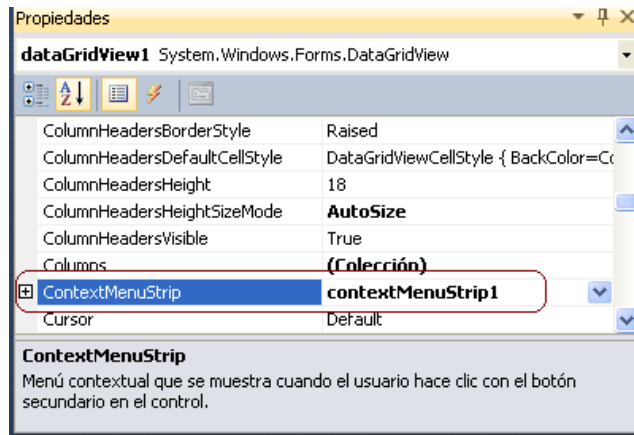 Propiedades
dataGridView1 System.Windows.Forms.DataGridView
ColumnHeadersBorderStyle Raised
ColumnHeadersDefaultCellStyle DataGridViewCellStyle { BackColor=Co
ColumnHeadersHeight 18
ColumnHeadersHeightSizeMode AutoSize
ColumnHeadersVisible True
Columns (Colección)
ContextMenuStrip contextMenuStrip1
Cursor Default
ContextMenuStrip
Menú contextual que se muestra cuando el usuario hace clic con el botón
secundario en el control.